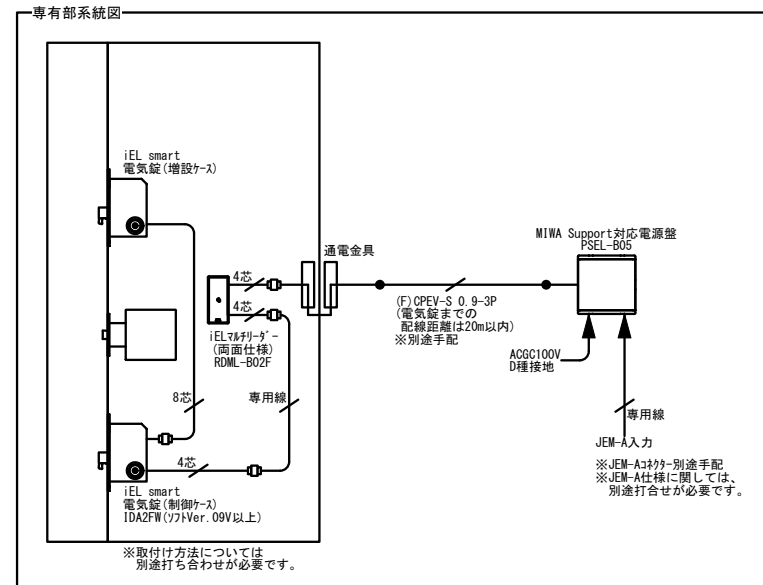 専有部系統図
iEL smart
電気錠(増設ケース)
通電金具
MIWA Support対応電源盤
PSEL-B05
4芯
4芯
iELマルチリーダー
(両面仕様)
RDML-B02F
(F)CPEV-S 0.9-3P
(電気錠までの
配線距離は20m以内)
※別途手配
ACGC100V
D種接地
8芯
専用線
専用線
4芯
JEM-A入力
※JEM-Aコネクター別途手配
※JEM-A仕様に関しては、
別途打合せが必要です。
iEL smart
電気錠(制御ケース)
IDA2FW(ソフトVer.09V以上)
※取付け方法については
別途打ち合わせが必要です。